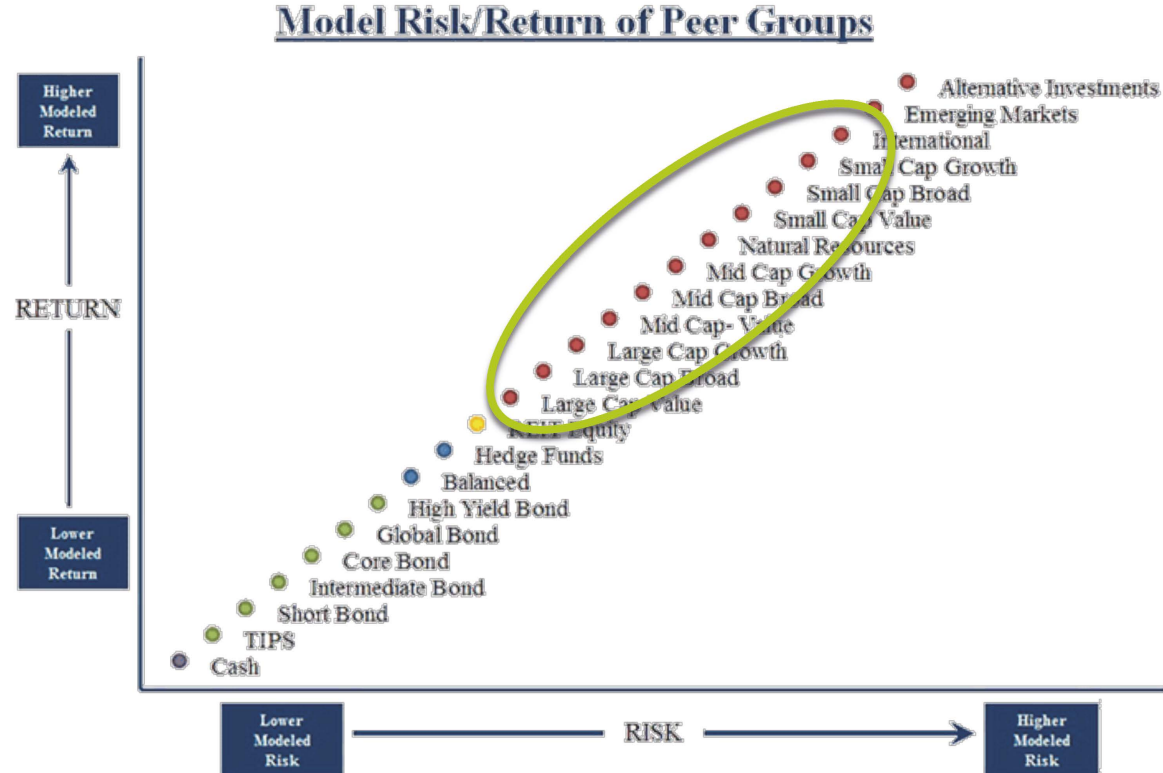 Model Risk/Return of Peer Groups
Higher
Modeled
Return
RETURN
Lower
Modeled
Return
Alternative Investments
Emerging Markets
International
Small Cap Growth
Small Cap Broad
Small Cap Value
Natural Resources
Mid Cap Growth
Mid Cap Broad
Mid Cap- Value
Large Cap Growth
Large Cap Broad
Large Cap Value
REIT Equity
Hedge Funds
Balanced
High Yield Bond
Global Bond
Core Bond
Intermediate Bond
Short Bond
TIPS
Cash
Lower
Modeled
Risk
RISK
Higher
Modeled
Risk